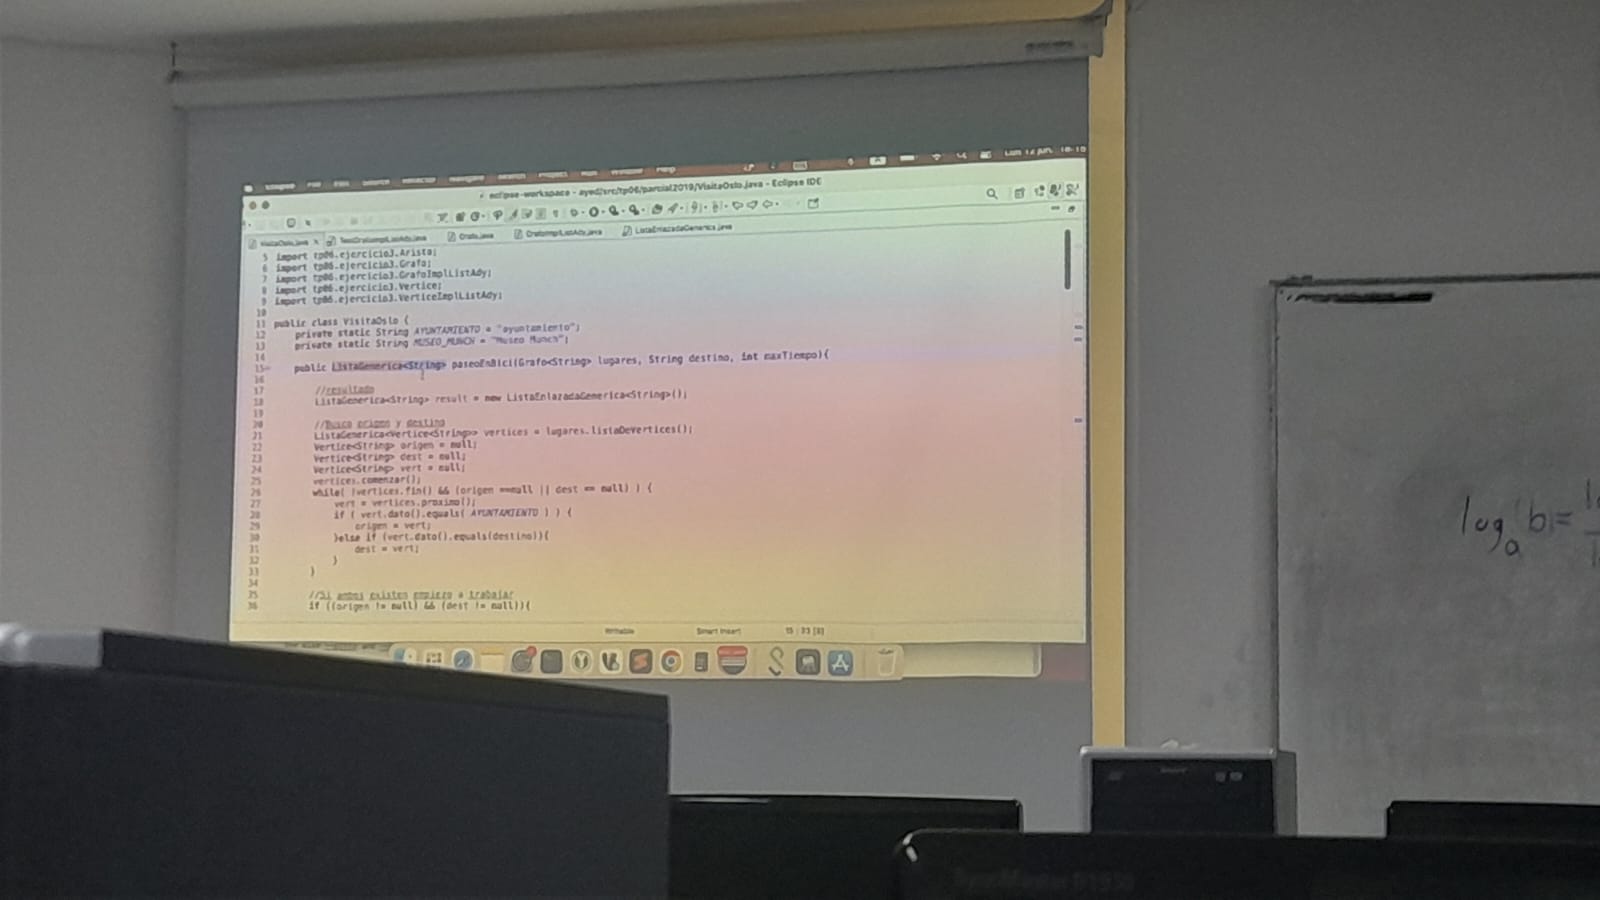 Lun 12 jun. 18:15
eclipse-workspace - ayed/src/tp06/parcial2019/VisitaOslo.java - Eclipse IDE
VisitaOslo.java TestGrafoImplListAdy.java Grafo.java GrafoImplListAdy.java ListaEnlazadaGenerica.java
5 import tp06.ejercicio3.Arista;
6 import tp06.ejercicio3.Grafo;
7 import tp06.ejercicio3.GrafoImplListAdy;
8 import tp06.ejercicio3.Vertice;
9 import tp06.ejercicio3.VerticeImplListAdy;
10
11 public class VisitaOslo {
12 private static String AYUNTAMIENTO = "ayuntamiento";
13 private static String MUSEO_MUNCH = "Museo Munch";
14
15 public ListaGenerica<String> paseoEnBici(Grafo<String> lugares, String destino, int maxTiempo){
16
17 //resultado
18 ListaGenerica<String> result = new ListaEnlazadaGenerica<String>();
19
20 //Busco origen y destino
21 ListaGenerica<Vertice<String>> vertices = lugares.listaDeVertices();
22 Vertice<String> origen = null;
23 Vertice<String> dest = null;
24 Vertice<String> vert = null;
25 vertices.comenzar();
26 while( !vertices.fin() && (origen ==null || dest == null) ) {
27 vert = vertices.proximo();
28 if ( vert.dato().equals( AYUNTAMIENTO ) ) {
29 origen = vert;
30 }else if (vert.dato().equals(destino)){
31 dest = vert;
32 }
33 }
34
35 //Si ambos existen empiezo a trabajar
36 if ((origen != null) && (dest != null)){
Writable Smart Insert 15 : 33 [8]
log a (b)=